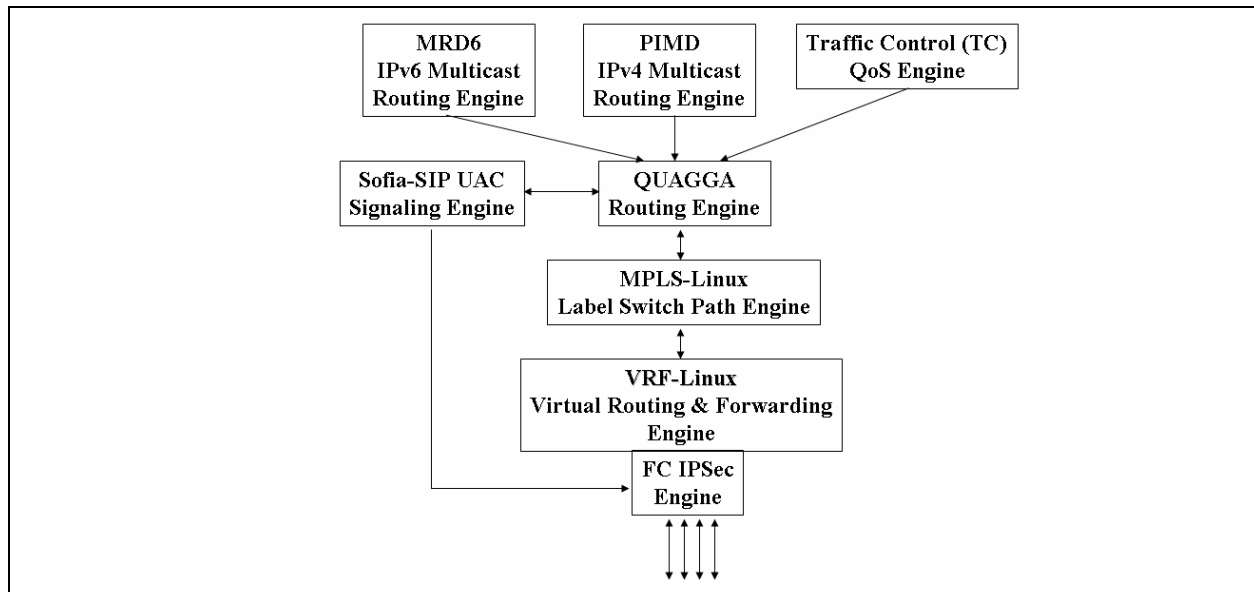 MRD6
IPv6 Multicast
Routing Engine
PIMD
IPv4 Multicast
Routing Engine
Traffic Control (TC)
QoS Engine
Sofia-SIP UAC
Signaling Engine
QUAGGA
Routing Engine
MPLS-Linux
Label Switch Path Engine
VRF-Linux
Virtual Routing & Forwarding
Engine
FC IPSec
Engine